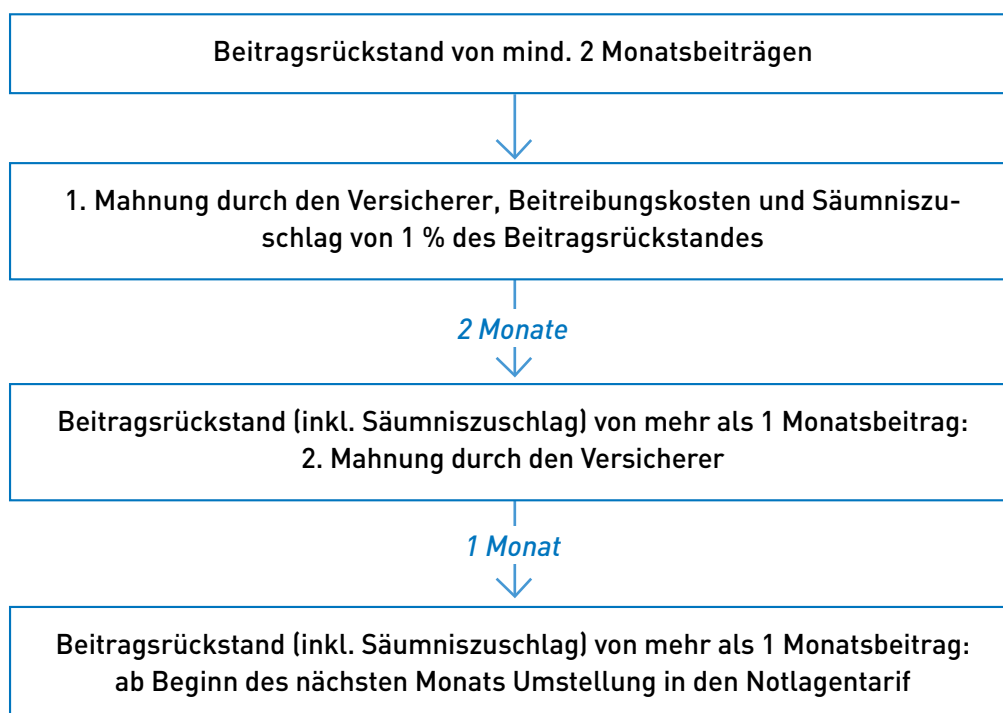 Beitragsrückstand von mind. 2 Monatsbeiträgen
1. Mahnung durch den Versicherer, Beitreibungskosten und Säumniszu-
schlag von 1 % des Beitragsrückstandes
2 Monate
Beitragsrückstand (inkl. Säumniszuschlag) von mehr als 1 Monatsbeitrag:
2. Mahnung durch den Versicherer
1 Monat
Beitragsrückstand (inkl. Säumniszuschlag) von mehr als 1 Monatsbeitrag:
ab Beginn des nächsten Monats Umstellung in den Notlagentarif